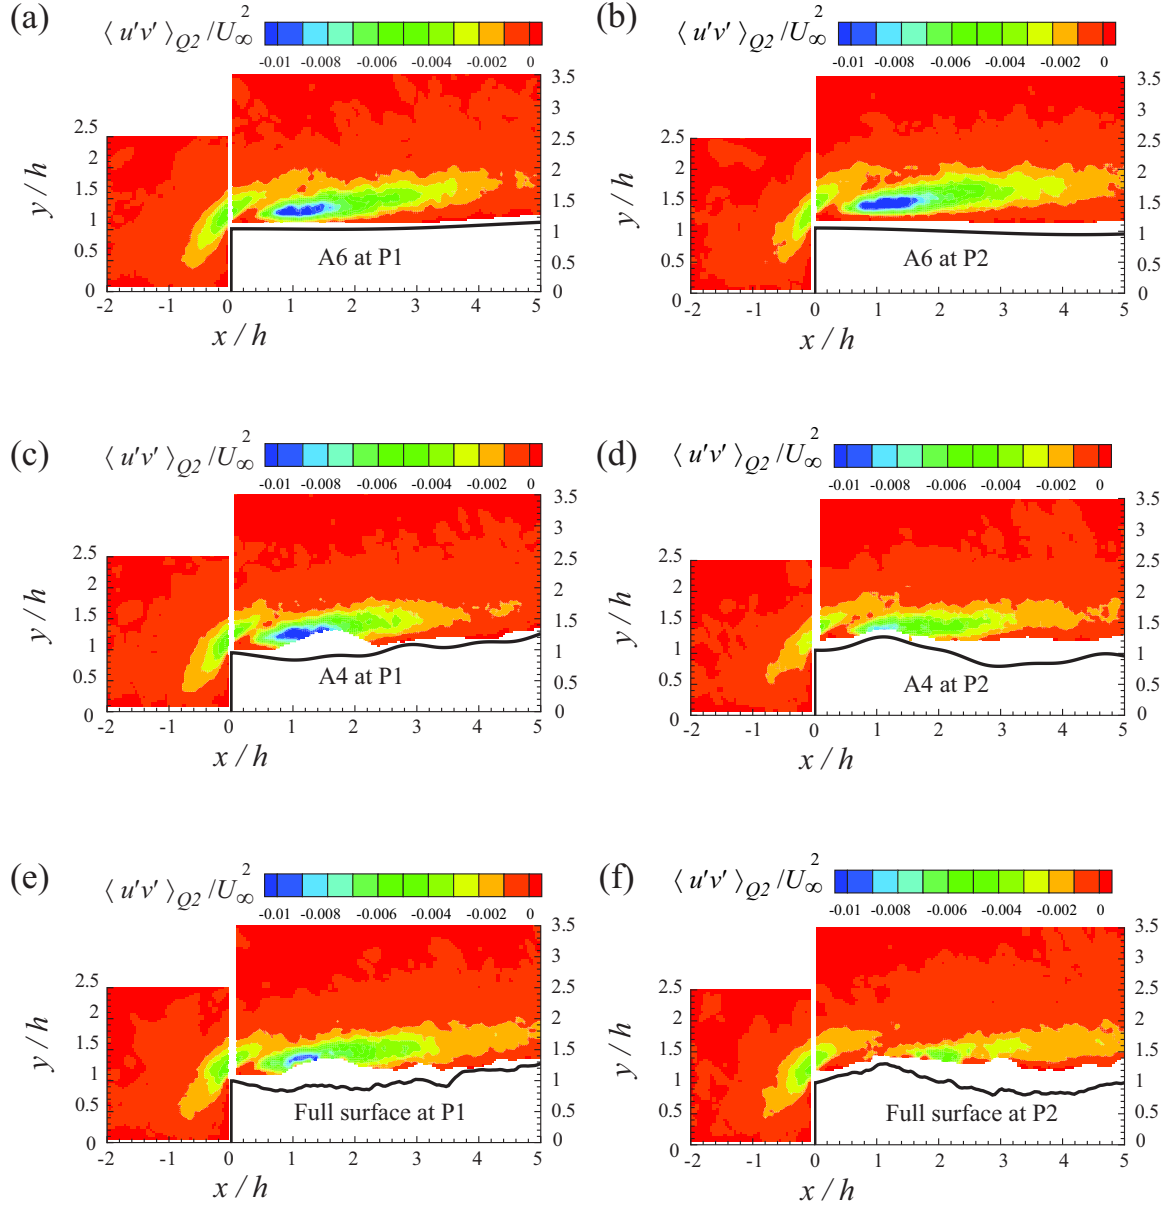 (a) ⟨ u'v' ⟩Q2 /U∞² (b) ⟨ u'v' ⟩Q2 /U∞²
-0.01 -0.008 -0.006 -0.004 -0.002 0 -0.01 -0.008 -0.006 -0.004 -0.002 0
3.5 3 2.5 2 1.5 1 0.5 0
3.5 3 2.5 2 1.5 1 0.5 0
2.5 2 1.5 1 0.5 0
2.5 2 1.5 1 0.5 0
y / h y / h
A6 at P1 A6 at P2
-2 -1 0 1 2 3 4 5 -2 -1 0 1 2 3 4 5
x / h x / h
(c) ⟨ u'v' ⟩Q2 /U∞² (d) ⟨ u'v' ⟩Q2 /U∞²
-0.01 -0.008 -0.006 -0.004 -0.002 0 -0.01 -0.008 -0.006 -0.004 -0.002 0
3.5 3 2.5 2 1.5 1 0.5 0
3.5 3 2.5 2 1.5 1 0.5 0
2.5 2 1.5 1 0.5 0
2.5 2 1.5 1 0.5 0
y / h y / h
A4 at P1 A4 at P2
-2 -1 0 1 2 3 4 5 -2 -1 0 1 2 3 4 5
x / h x / h
(e) ⟨ u'v' ⟩Q2 /U∞² (f) ⟨ u'v' ⟩Q2 /U∞²
-0.01 -0.008 -0.006 -0.004 -0.002 0 -0.01 -0.008 -0.006 -0.004 -0.002 0
3.5 3 2.5 2 1.5 1 0.5 0
3.5 3 2.5 2 1.5 1 0.5 0
2.5 2 1.5 1 0.5 0
2.5 2 1.5 1 0.5 0
y / h y / h
Full surface at P1 Full surface at P2
-2 -1 0 1 2 3 4 5 -2 -1 0 1 2 3 4 5
x / h x / h